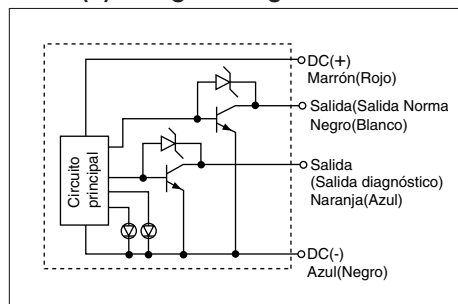 DC(+)
Marrón(Rojo)
Salida(Salida Norma
Negro(Blanco)
Circuito
principal
Salida
(Salida diagnóstico)
Naranja(Azul)
DC(-)
Azul(Negro)